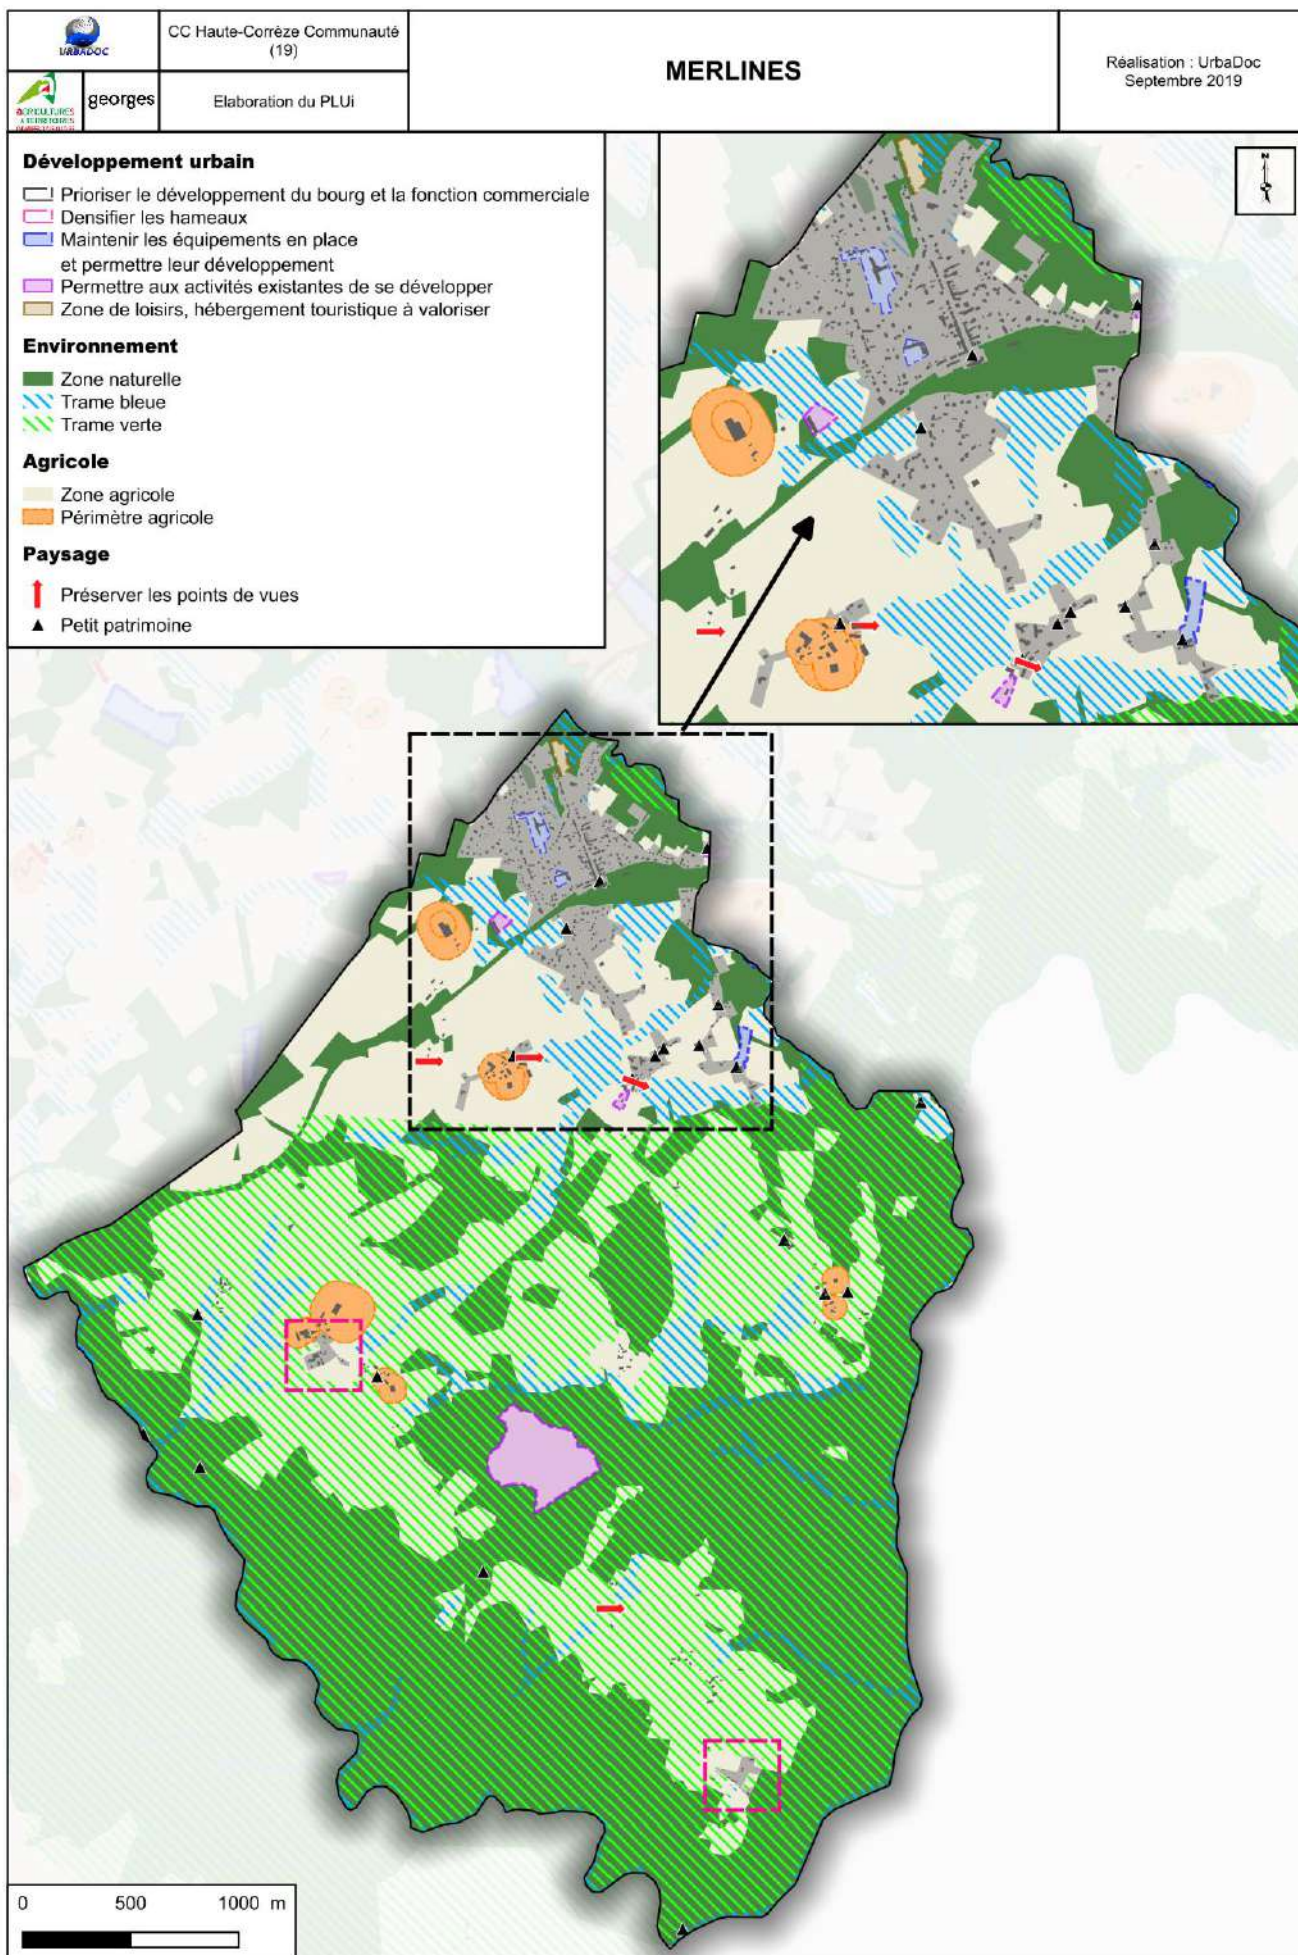 URBADOC
CC Haute-Corrèze Communauté
(19)
MERLINES
Réalisation : UrbaDoc
Septembre 2019
AGRICULTURES
& TERRITOIRES
georges
Elaboration du PLUi
Développement urbain
Prioriser le développement du bourg et la fonction commerciale
Densifier les hameaux
Maintenir les équipements en place
et permettre leur développement
Permettre aux activités existantes de se développer
Zone de loisirs, hébergement touristique à valoriser
Environnement
Zone naturelle
Trame bleue
Trame verte
Agricole
Zone agricole
Périmètre agricole
Paysage
Préserver les points de vues
Petit patrimoine
N
0 500 1000 m